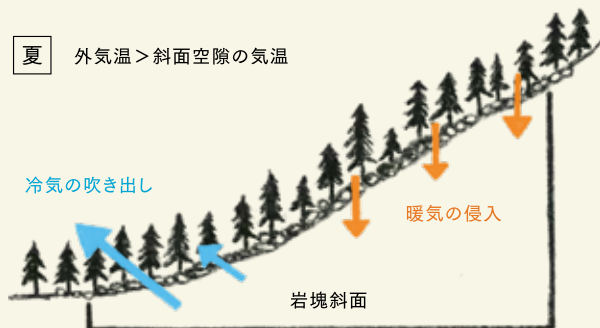 夏
外気温＞斜面空隙の気温
冷気の吹き出し
暖気の侵入
岩塊斜面